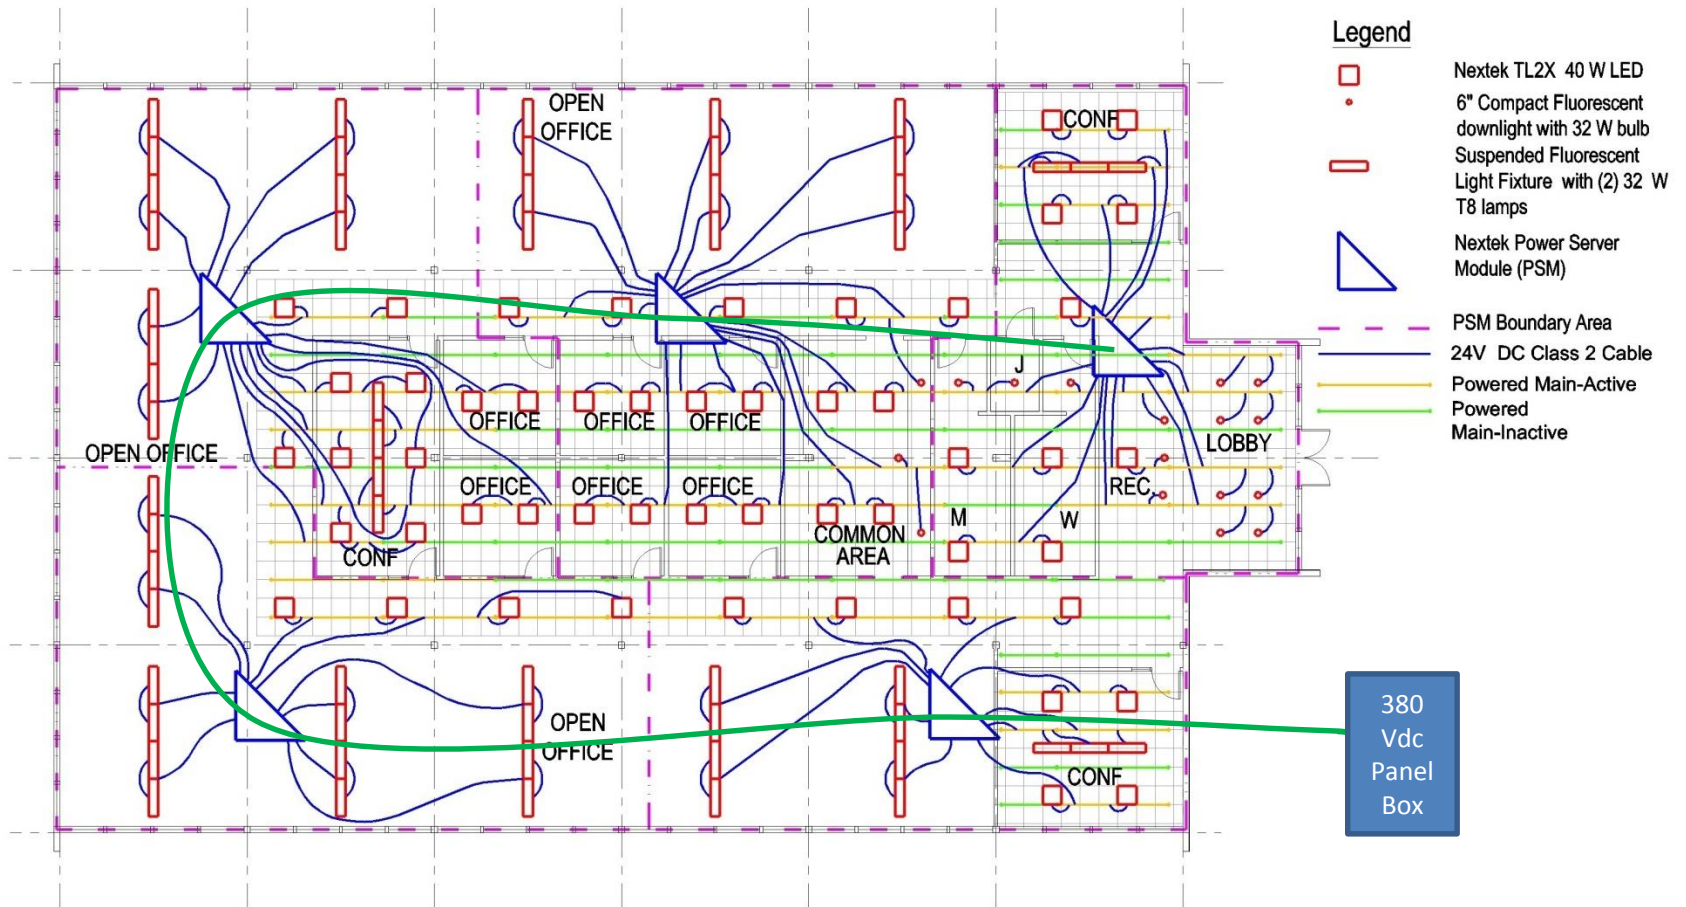 Legend
Nextek TL2X 40 W LED
6" Compact Fluorescent
downlight with 32 W bulb
Suspended Fluorescent
Light Fixture with (2) 32 W
T8 lamps
Nextek Power Server
Module (PSM)
PSM Boundary Area
24V DC Class 2 Cable
Powered Main-Active
Powered
Main-Inactive
OPEN
OFFICE
CONF
J
OFFICE
OFFICE
OFFICE
OPEN OFFICE
LOBBY
OFFICE
OFFICE
OFFICE
REC
M
W
COMMON
AREA
CONF
OPEN
OFFICE
CONF
380
Vdc
Panel
Box